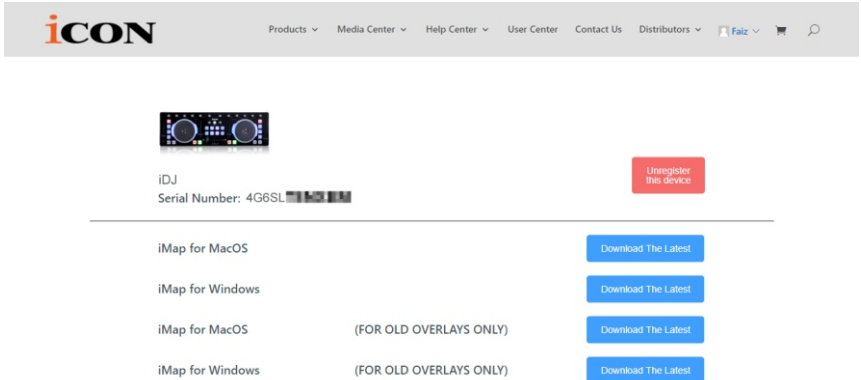 iCON
Products Media Center Help Center User Center Contact Us Distributors Faiz
iDJ
Unregister
this device
Serial Number: 4G6SL
iMap for MacOS Download The Latest
iMap for Windows Download The Latest
iMap for MacOS (FOR OLD OVERLAYS ONLY) Download The Latest
iMap for Windows (FOR OLD OVERLAYS ONLY) Download The Latest